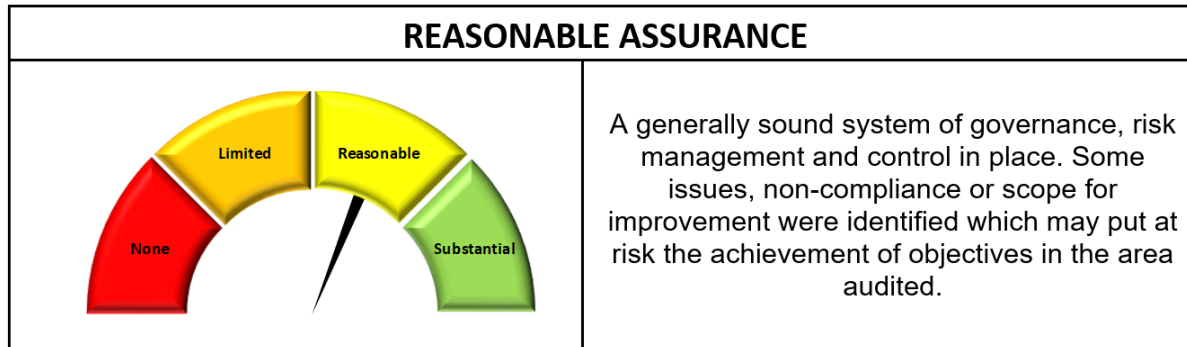 REASONABLE ASSURANCE
Limited
Reasonable
None
Substantial
A generally sound system of governance, risk
management and control in place. Some
issues, non-compliance or scope for
improvement were identified which may put at
risk the achievement of objectives in the area
audited.